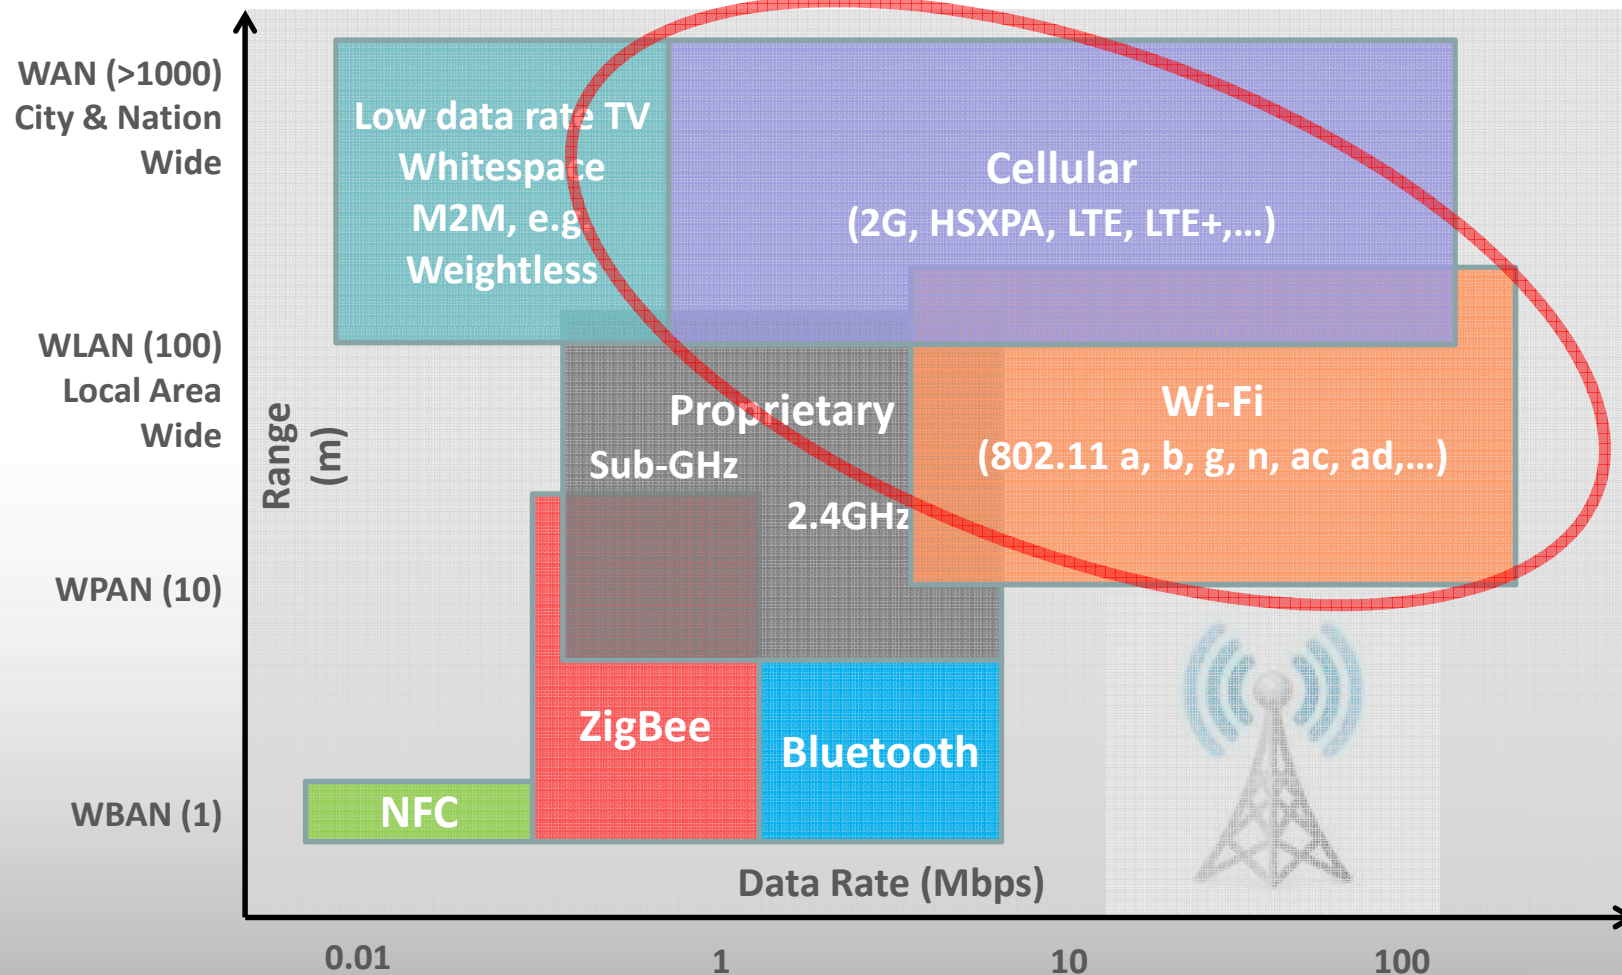 WAN (>1000)
City & Nation
Wide
WLAN (100)
Local Area
Wide
WPAN (10)
WBAN (1)
Range
(m)
Low data rate TV
Whitespace
M2M, e.g
Weightless
Cellular
(2G, HSXPA, LTE, LTE+,...)
Proprietary
Sub-GHz
2.4GHz
Wi-Fi
(802.11 a, b, g, n, ac, ad,...)
ZigBee
Bluetooth
NFC
Data Rate (Mbps)
0.01
1
10
100